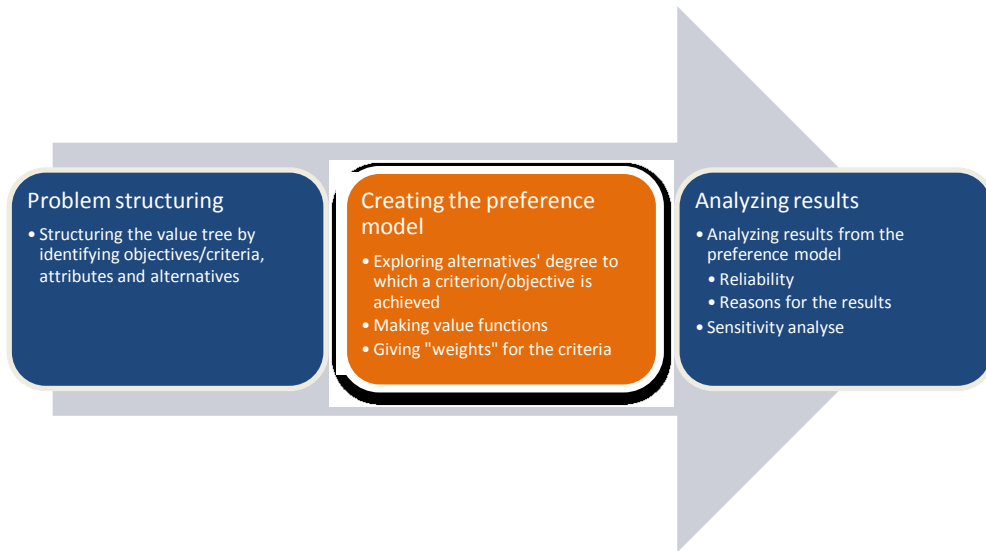 Problem structuring
• Structuring the value tree by
identifying objectives/criteria,
attributes and alternatives
Creating the preference
model
• Exploring alternatives' degree to
which a criterion/objective is
achieved
• Making value functions
• Giving "weights" for the criteria
Analyzing results
• Analyzing results from the
preference model
• Reliability
• Reasons for the results
• Sensitivity analyse